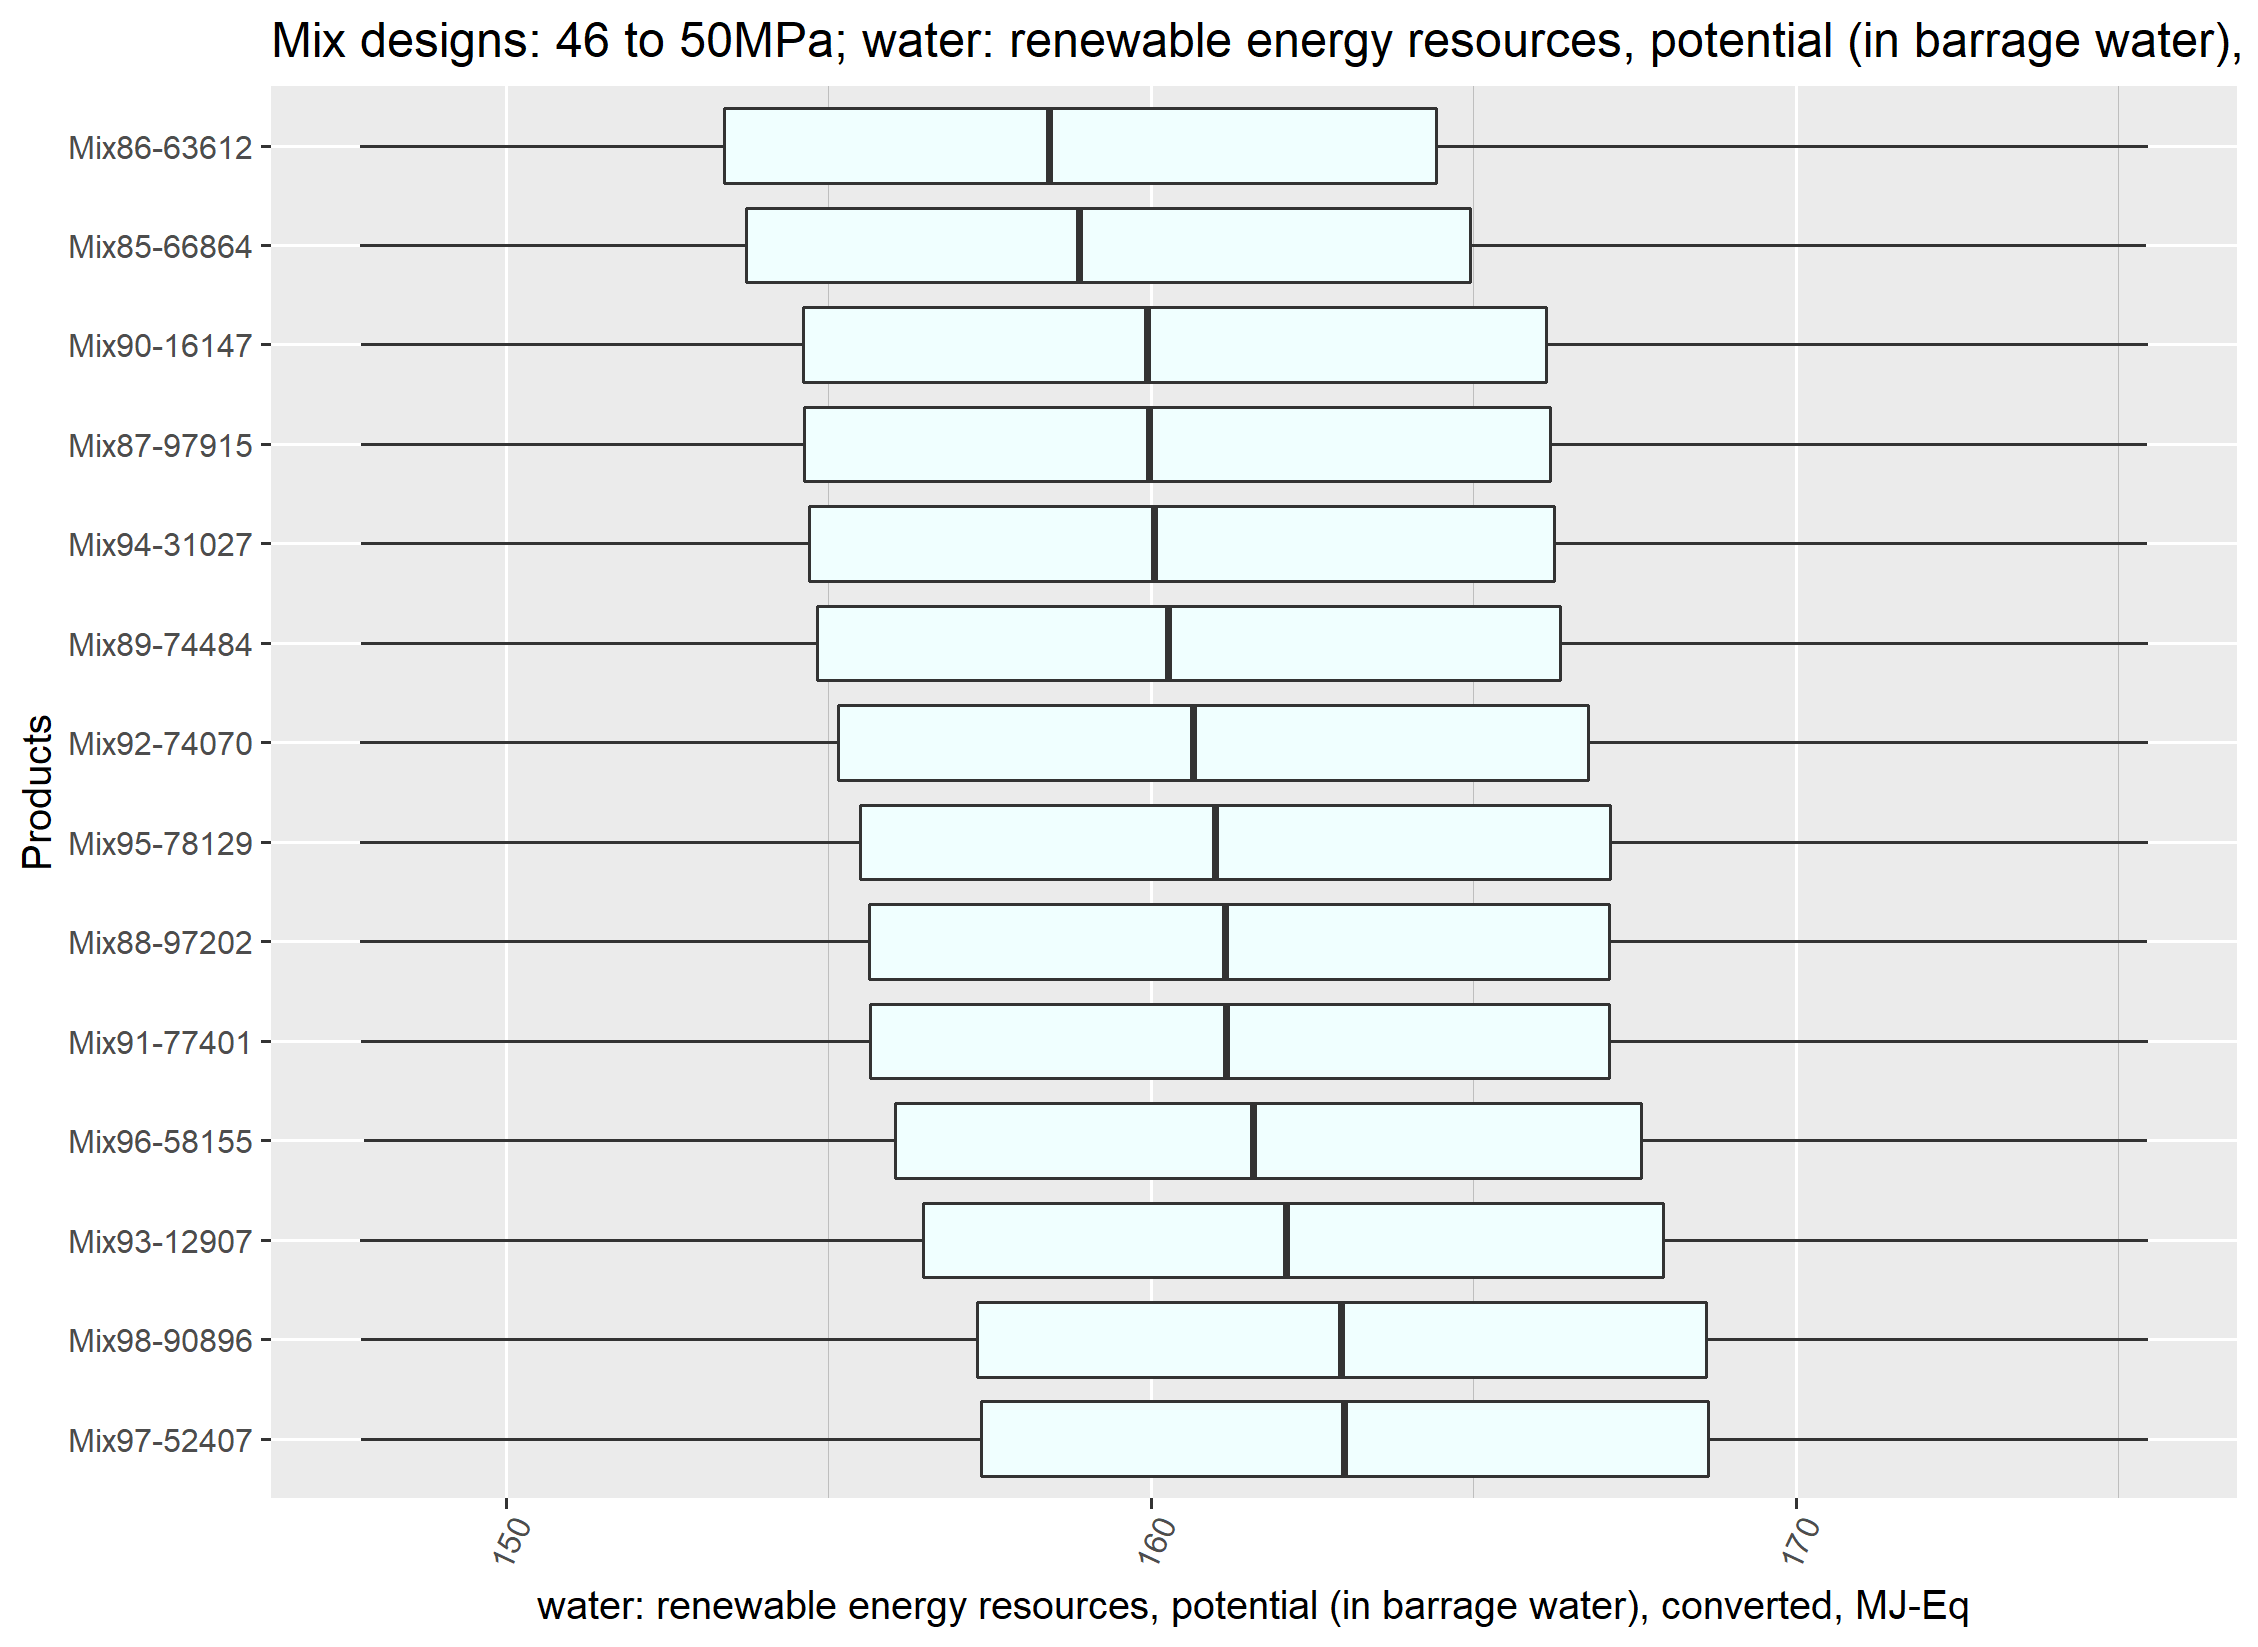 Mix designs: 46 to 50MPa; water: renewable energy resources, potential (in barrage water),
Products
Mix86-63612
Mix85-66864
Mix90-16147
Mix87-97915
Mix94-31027
Mix89-74484
Mix92-74070
Mix95-78129
Mix88-97202
Mix91-77401
Mix96-58155
Mix93-12907
Mix98-90896
Mix97-52407
150 160 170
water: renewable energy resources, potential (in barrage water), converted, MJ-Eq